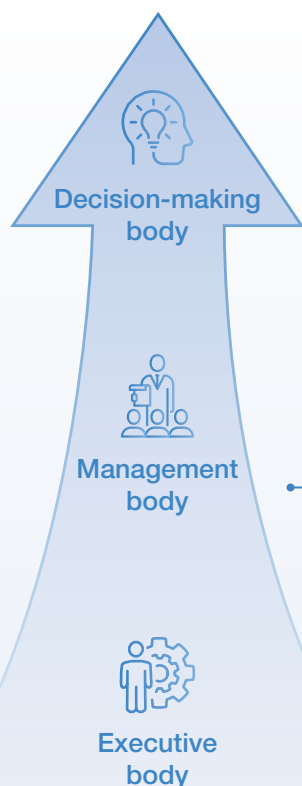 Decision-making
body
Management
body
Executive
body